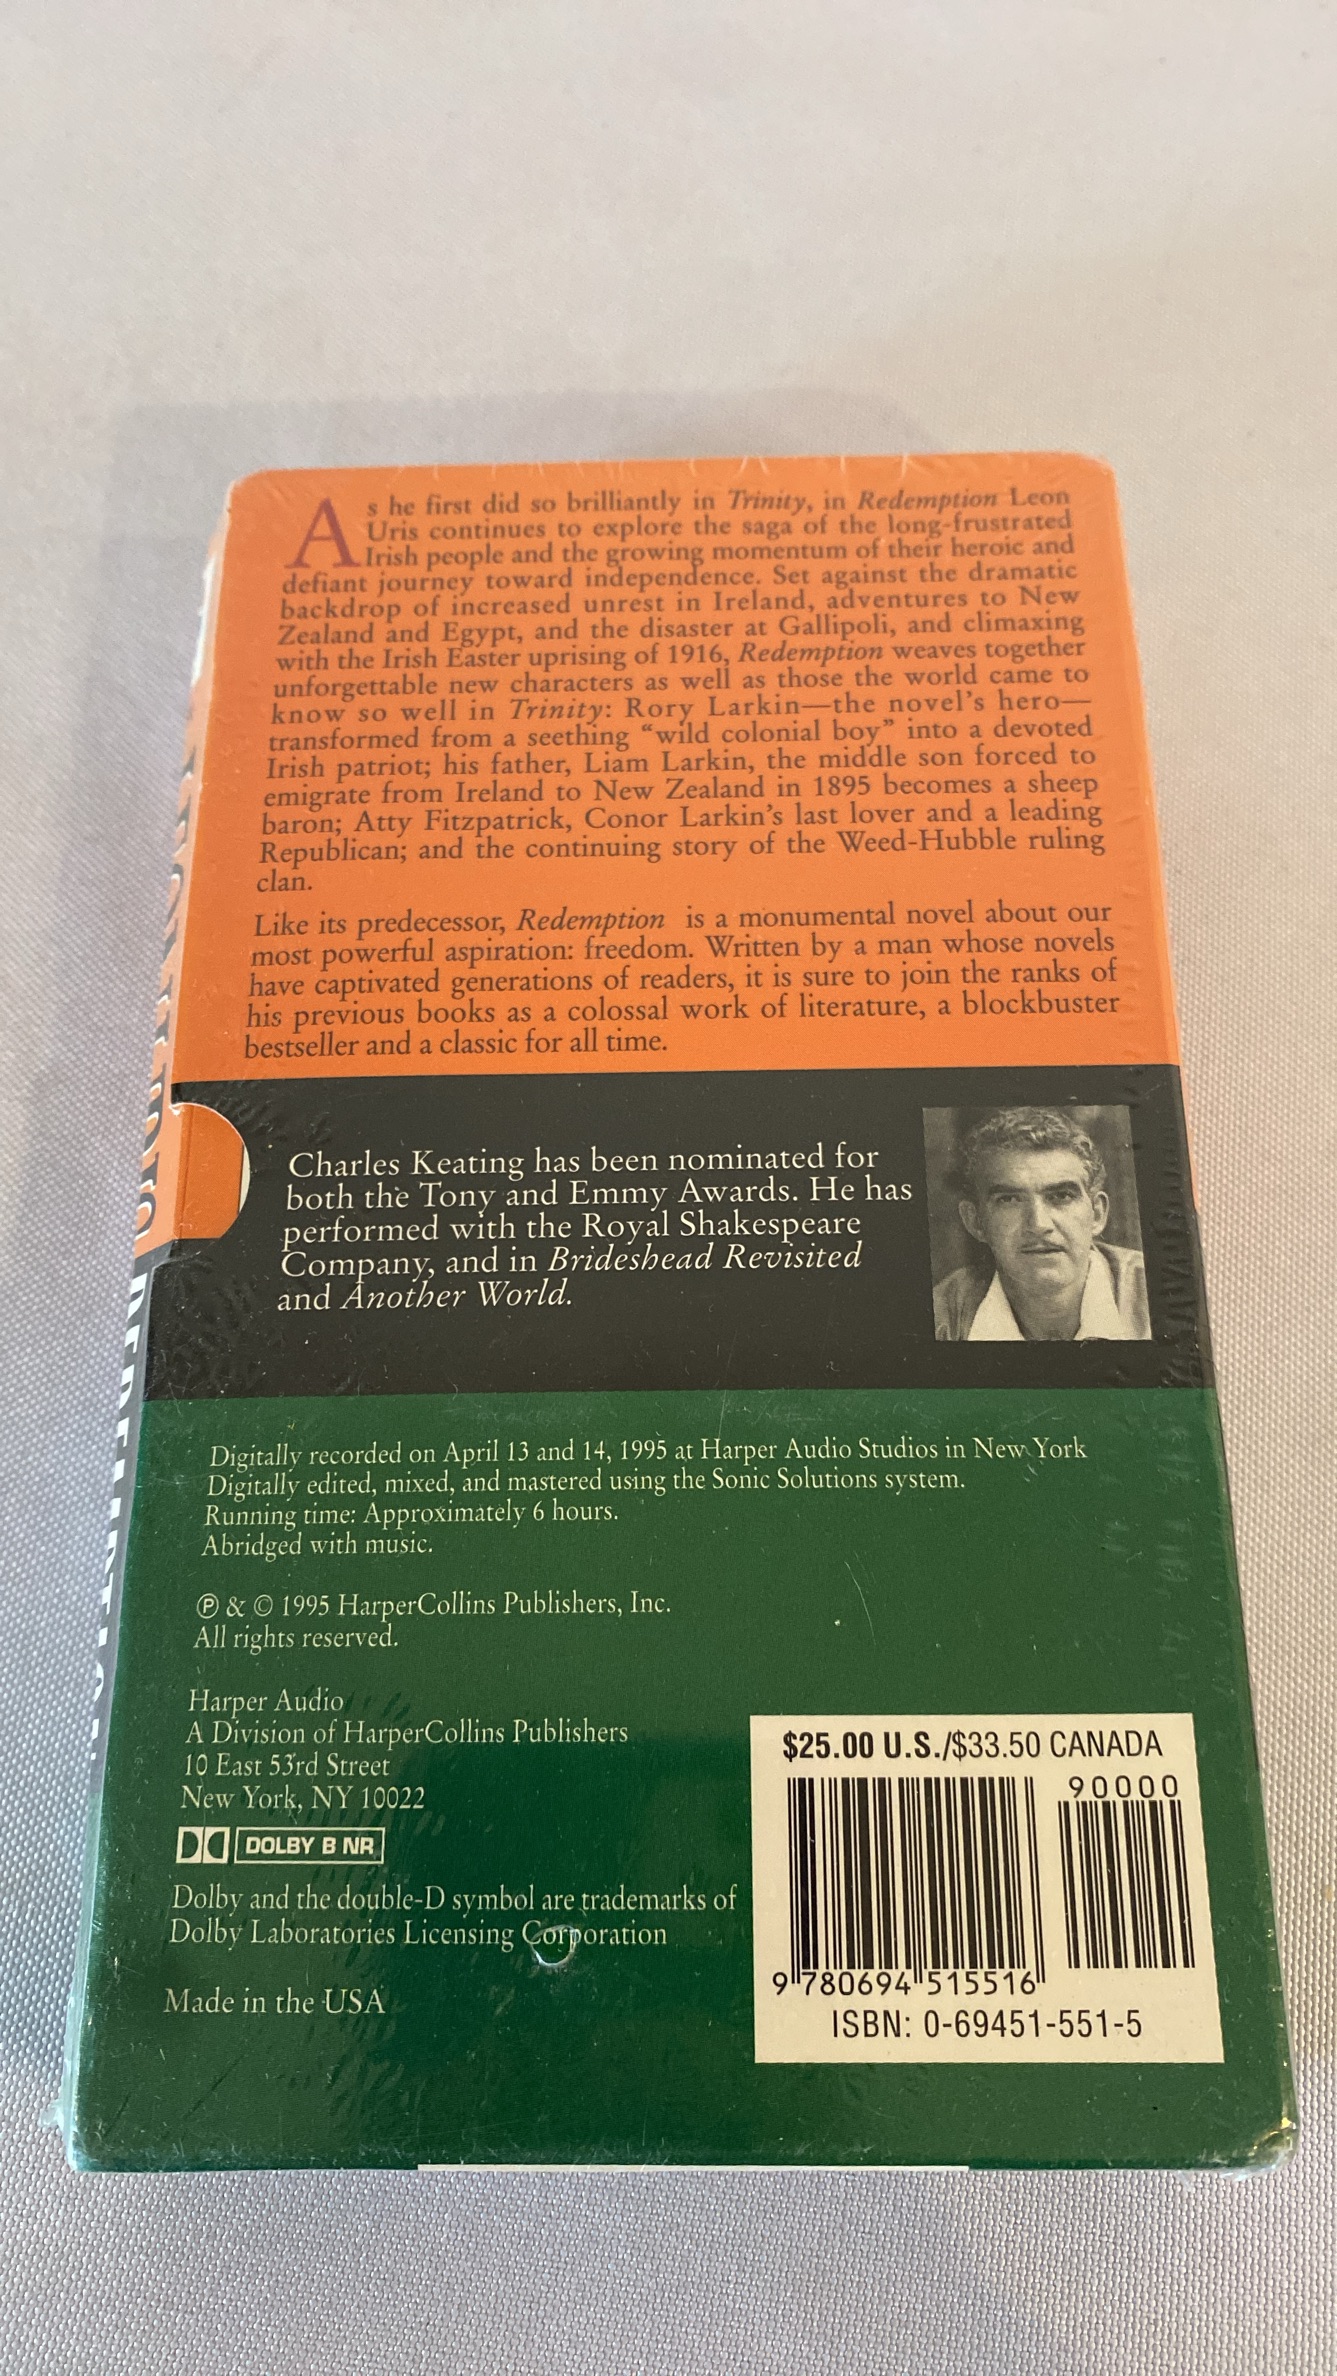 As he first did so brilliantly in Trinity, in Redemption Leon
Uris continues to explore the saga of the long-frustrated
Irish people and the growing momentum of their heroic and
defiant journey toward independence. Set against the dramatic
backdrop of increased unrest in Ireland, adventures to New
Zealand and Egypt, and the disaster at Gallipoli, and climaxing
with the Irish Easter uprising of 1916, Redemption weaves together
unforgettable new characters as well as those the world came to
know so well in Trinity: Rory Larkin—the novel's hero—
transformed from a seething “wild colonial boy” into a devoted
Irish patriot; his father, Liam Larkin, the middle son forced to
emigrate from Ireland to New Zealand in 1895 becomes a sheep
baron; Atty Fitzpatrick, Conor Larkin's last lover and a leading
Republican; and the continuing story of the Weed-Hubble ruling
clan.
Like its predecessor, Redemption is a monumental novel about our
most powerful aspiration: freedom. Written by a man whose novels
have captivated generations of readers, it is sure to join the ranks of
his previous books as a colossal work of literature, a blockbuster
bestseller and a classic for all time.
Charles Keating has been nominated for
both the Tony and Emmy Awards. He has
performed with the Royal Shakespeare
Company, and in Brideshead Revisited
and Another World.
Digitally recorded on April 13 and 14, 1995 at Harper Audio Studios in New York
Digitally edited, mixed, and mastered using the Sonic Solutions system.
Running time: Approximately 6 hours.
Abridged with music.
℗ & © 1995 HarperCollins Publishers, Inc.
All rights reserved.
Harper Audio
A Division of HarperCollins Publishers
10 East 53rd Street
New York, NY 10022
DOLBY B NR
Dolby and the double-D symbol are trademarks of
Dolby Laboratories Licensing Corporation
Made in the USA
$25.00 U.S./$33.50 CANADA
90000
9 780694 515516
ISBN: 0-69451-551-5